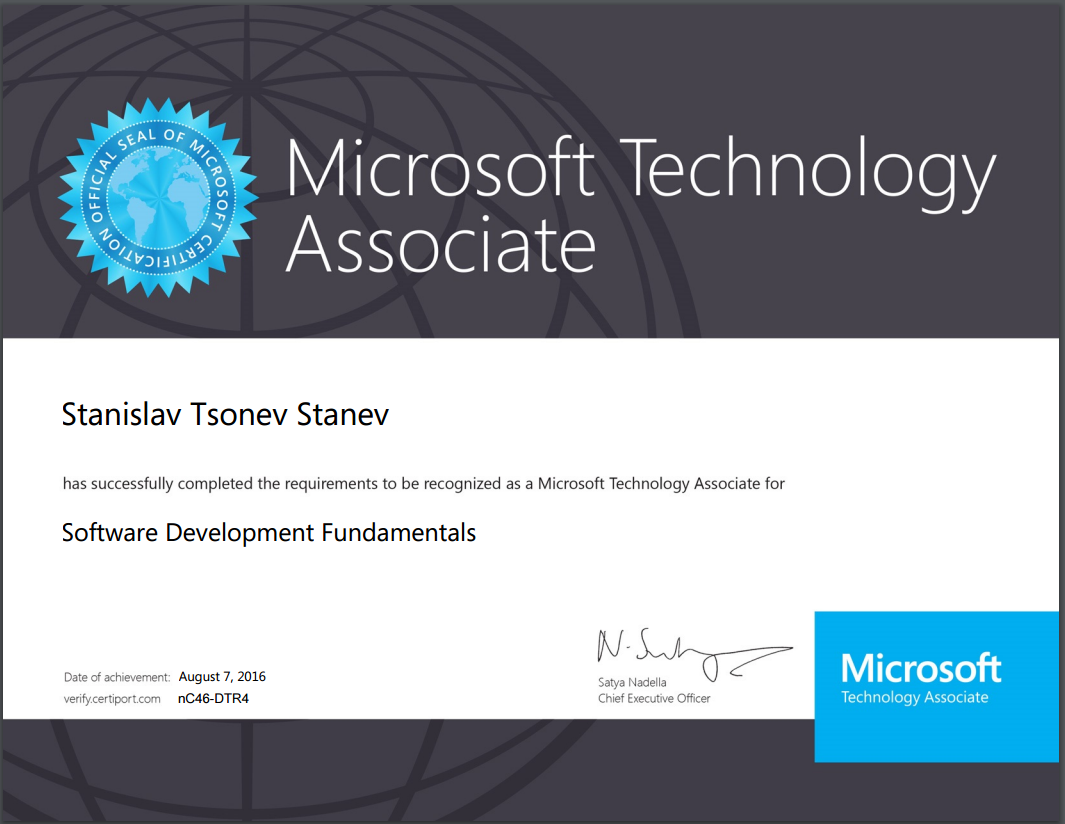 OFFICIAL SEAL OF MICROSOFT CERTIFICATION
Microsoft Technology
Associate
Stanislav Tsonev Stanev
has successfully completed the requirements to be recognized as a Microsoft Technology Associate for
Software Development Fundamentals
Date of achievement: August 7, 2016
verify.certiport.com nC46-DTR4
Satya Nadella
Chief Executive Officer
Microsoft
Technology Associate